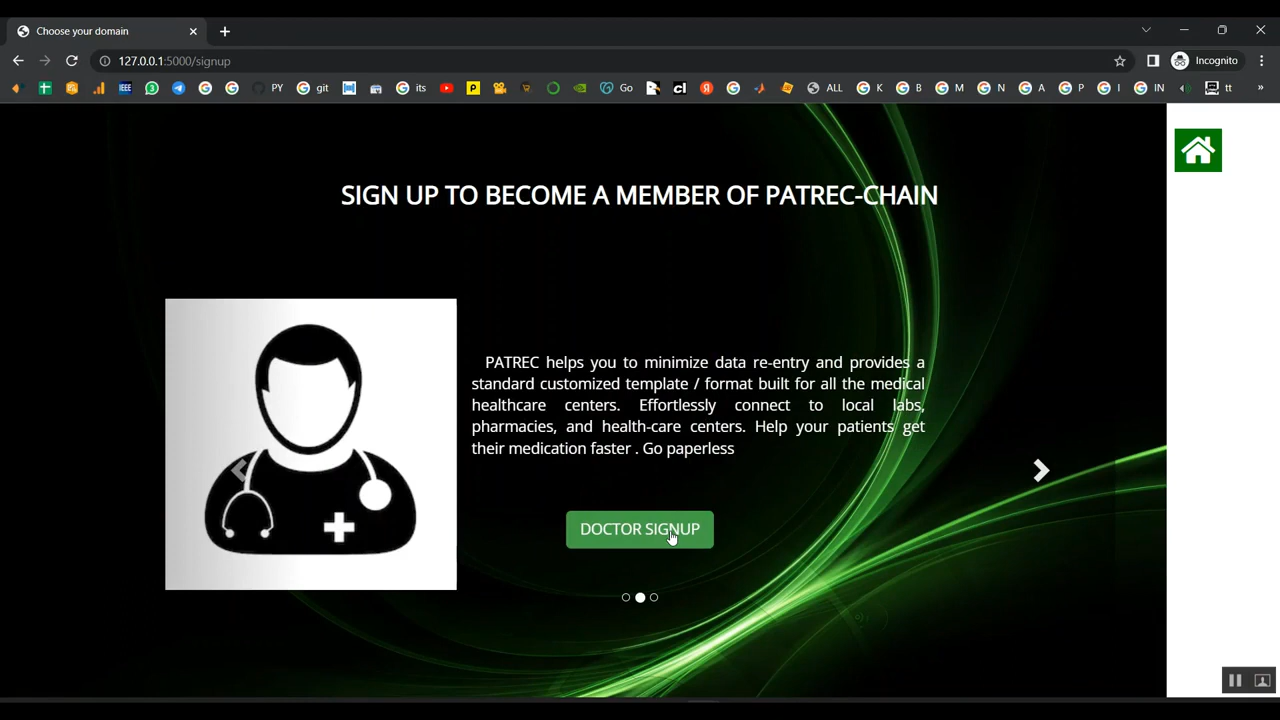 Choose your domain
127.0.0.1:5000/signup
Incognito
PY
git
its
Go
ALL
K
B
M
N
A
P
I
IN
tt
SIGN UP TO BECOME A MEMBER OF PATREC-CHAIN
PATREC helps you to minimize data re-entry and provides a
standard customized template / format built for all the medical
healthcare centers. Effortlessly connect to local labs,
pharmacies, and health-care centers. Help your patients get
their medication faster . Go paperless
DOCTOR SIGNUP